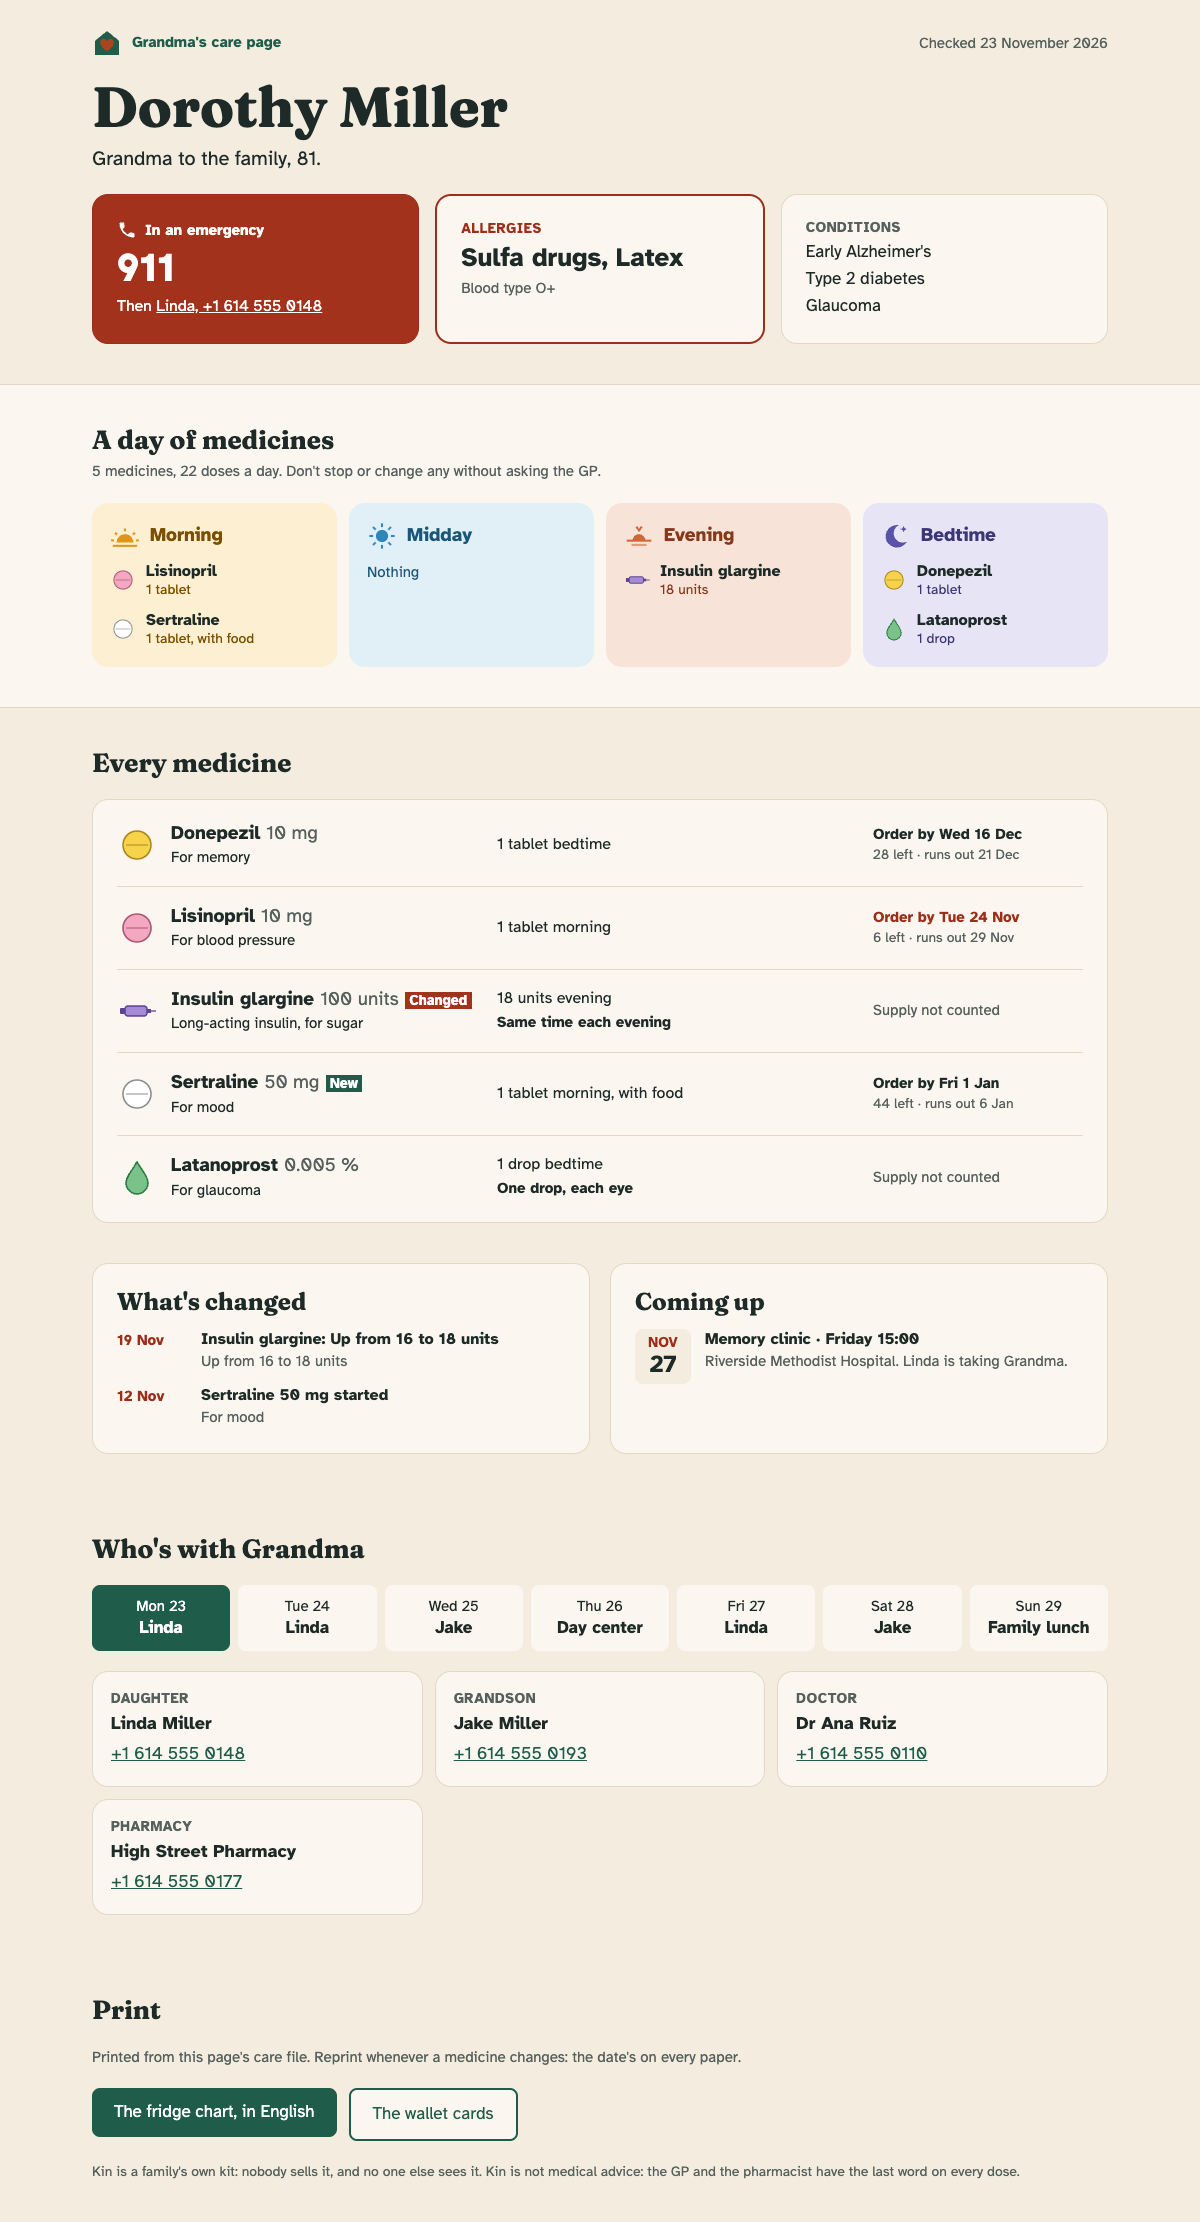 Grandma's care page
Checked 23 November 2026
Dorothy Miller
Grandma to the family, 81.
In an emergency
911
Then Linda, +1 614 555 0148
ALLERGIES
Sulfa drugs, Latex
Blood type O+
CONDITIONS
Early Alzheimer's
Type 2 diabetes
Glaucoma
A day of medicines
5 medicines, 22 doses a day. Don't stop or change any without asking the GP.
Morning
Lisinopril
1 tablet
Sertraline
1 tablet, with food
Midday
Nothing
Evening
Insulin glargine
18 units
Bedtime
Donepezil
1 tablet
Latanoprost
1 drop
Every medicine
Donepezil 10 mg
For memory
1 tablet bedtime
Order by Wed 16 Dec
28 left · runs out 21 Dec
Lisinopril 10 mg
For blood pressure
1 tablet morning
Order by Tue 24 Nov
6 left · runs out 29 Nov
Insulin glargine 100 units Changed
Long-acting insulin, for sugar
18 units evening
Same time each evening
Supply not counted
Sertraline 50 mg New
For mood
1 tablet morning, with food
Order by Fri 1 Jan
44 left · runs out 6 Jan
Latanoprost 0.005 %
For glaucoma
1 drop bedtime
One drop, each eye
Supply not counted
What's changed
19 Nov
Insulin glargine: Up from 16 to 18 units
Up from 16 to 18 units
12 Nov
Sertraline 50 mg started
For mood
Coming up
NOV
27
Memory clinic · Friday 15:00
Riverside Methodist Hospital. Linda is taking Grandma.
Who's with Grandma
Mon 23
Linda
Tue 24
Linda
Wed 25
Jake
Thu 26
Day center
Fri 27
Linda
Sat 28
Jake
Sun 29
Family lunch
DAUGHTER
Linda Miller
+1 614 555 0148
GRANDSON
Jake Miller
+1 614 555 0193
DOCTOR
Dr Ana Ruiz
+1 614 555 0110
PHARMACY
High Street Pharmacy
+1 614 555 0177
Print
Printed from this page's care file. Reprint whenever a medicine changes: the date's on every paper.
The fridge chart, in English
The wallet cards
Kin is a family's own kit: nobody sells it, and no one else sees it. Kin is not medical advice: the GP and the pharmacist have the last word on every dose.